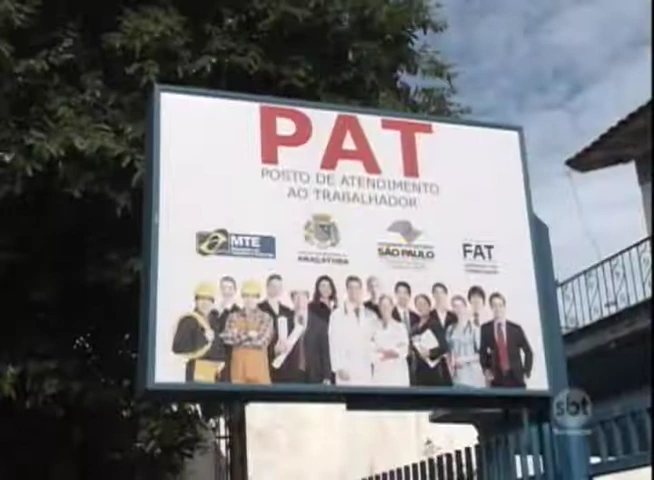 PAT
POSTO DE ATENDIMENTO
AO TRABALHADOR
MTE
ARAÇATUBA
SÃO PAULO
FAT
sbt